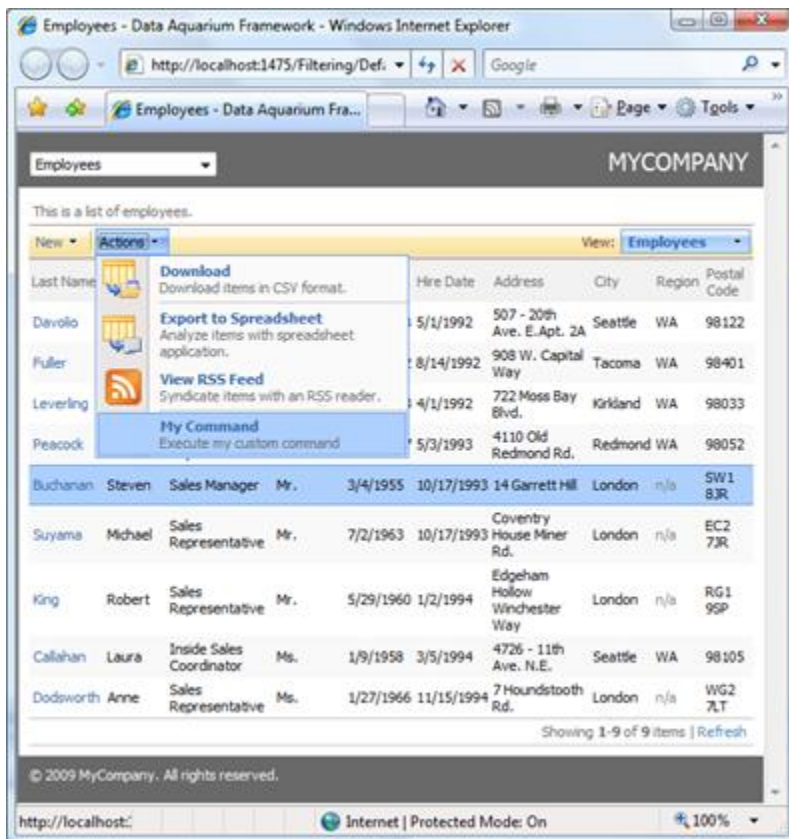 Employees - Data Aquarium Framework - Windows Internet Explorer
http://localhost:1475/Filtering/Defa
Google
Employees - Data Aquarium Fra...
Page
Tools
Employees
MYCOMPANY
This is a list of employees.
New
Actions
View: Employees
Last Name
Hire Date Address City Region Postal Code
Download
Download items in CSV format.
Export to Spreadsheet
Analyze items with spreadsheet
application.
View RSS Feed
Syndicate items with an RSS reader.
My Command
Execute my custom command
Davolio 5/1/1992 507 - 20th Ave. E.Apt. 2A Seattle WA 98122
Fuller 8/14/1992 908 W. Capital Way Tacoma WA 98401
Leverling 4/1/1992 722 Moss Bay Blvd. Kirkland WA 98033
Peacock 5/3/1993 4110 Old Redmond Rd. Redmond WA 98052
Buchanan Steven Sales Manager Mr. 3/4/1955 10/17/1993 14 Garrett Hill London n/a SW1 8JR
Suyama Michael Sales Representative Mr. 7/2/1963 10/17/1993 Coventry House Miner Rd. London n/a EC2 7JR
King Robert Sales Representative Mr. 5/29/1960 1/2/1994 Edgeham Hollow Winchester Way London n/a RG1 9SP
Callahan Laura Inside Sales Coordinator Ms. 1/9/1958 3/5/1994 4726 - 11th Ave. N.E. Seattle WA 98105
Dodsworth Anne Sales Representative Ms. 1/27/1966 11/15/1994 7 Houndstooth Rd. London n/a WG2 7LT
Showing 1-9 of 9 items | Refresh
© 2009 MyCompany. All rights reserved.
http://localhost:
Internet | Protected Mode: On
100%